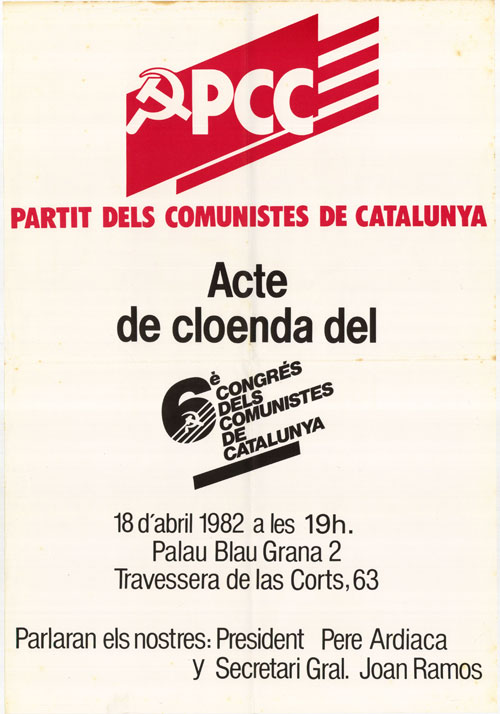 PCC
PARTIT DELS COMUNISTES DE CATALUNYA
Acte
de cloenda del
6è CONGRÉS
DELS
COMUNISTES
DE
CATALUNYA
18 d'abril 1982 a les 19h.
Palau Blau Grana 2
Travessera de las Corts, 63
Parlaran els nostres: President Pere Ardiaca
y Secretari Gral. Joan Ramos